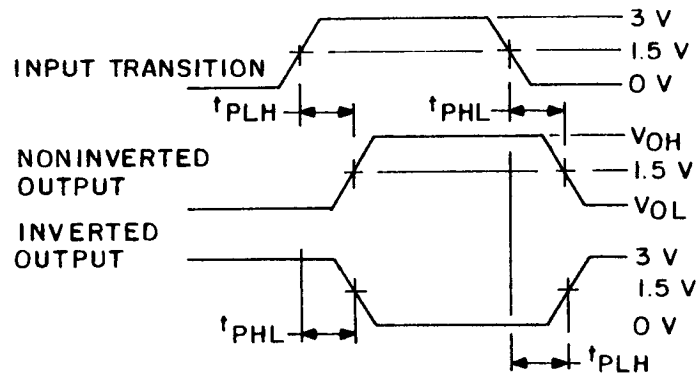 3 V
1.5 V
INPUT TRANSITION
0 V
tPLH
tPHL
VOH
NONINVERTED
OUTPUT
1.5 V
VOL
INVERTED
OUTPUT
3 V
1.5 V
0 V
tPHL
tPLH